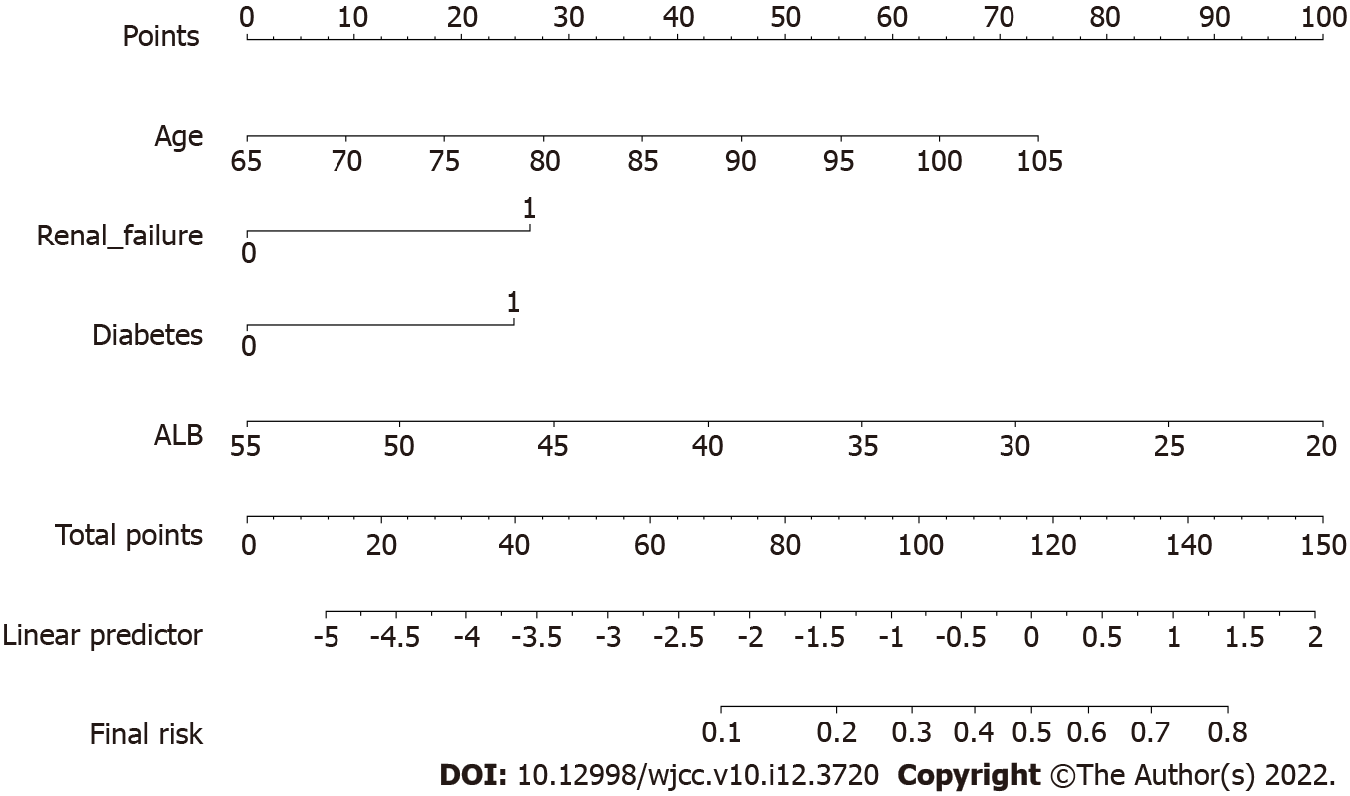 0 10 20 30 40 50 60 70 80 90 100
Points
Age
65 70 75 80 85 90 95 100 105
1
Renal_failure
0
1
Diabetes
0
ALB
55 50 45 40 35 30 25 20
Total points
0 20 40 60 80 100 120 140 150
Linear predictor
-5 -4.5 -4 -3.5 -3 -2.5 -2 -1.5 -1 -0.5 0 0.5 1 1.5 2
Final risk
0.1 0.2 0.3 0.4 0.5 0.6 0.7 0.8
DOI: 10.12998/wjcc.v10.i12.3720 Copyright ©The Author(s) 2022.